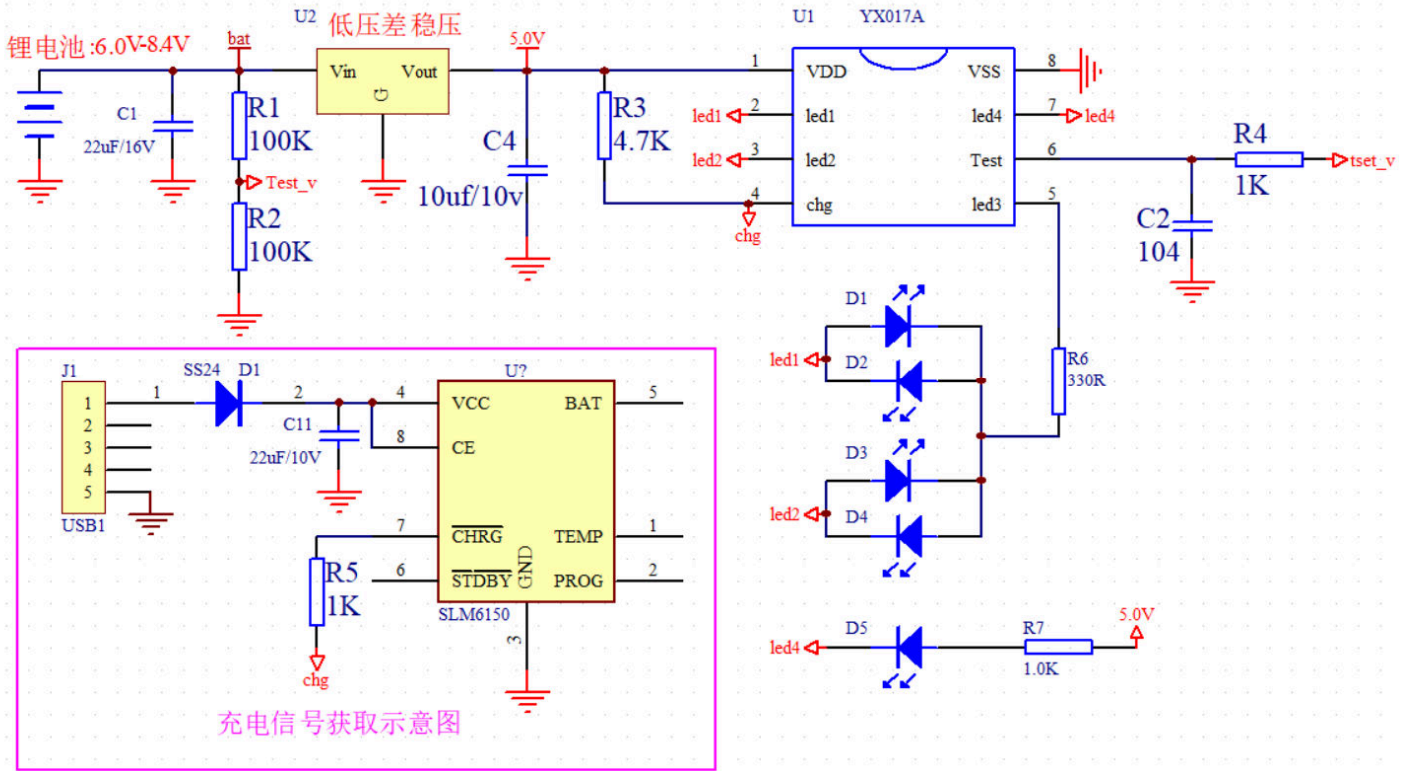 U2 低压差稳压
U1 YX017A
锂电池:6.0V-8.4V
bat
5.0V
Vin Vout
G
1 VDD VSS 8
C1
22uF/16V
R1
100K
R3
4.7K
C4
10uf/10v
led1 2 led1 led4 7 led4
led2 3 led2 Test 6
R4
1K
tset_v
Test_v
4 chg led3 5
chg
R2
100K
C2
104
D1
led1
D2
R6
330R
D3
led2
D4
led4
D5
R7
1.0K
5.0V
J1
SS24 D1
U?
1 1 2 4 VCC BAT 5
2
3
4
5
C11
22uF/10V
8 CE
USB1
7 CHRG TEMP 1
6 STDBY GND PROG 2
R5
1K
SLM6150
3
chg
充电信号获取示意图